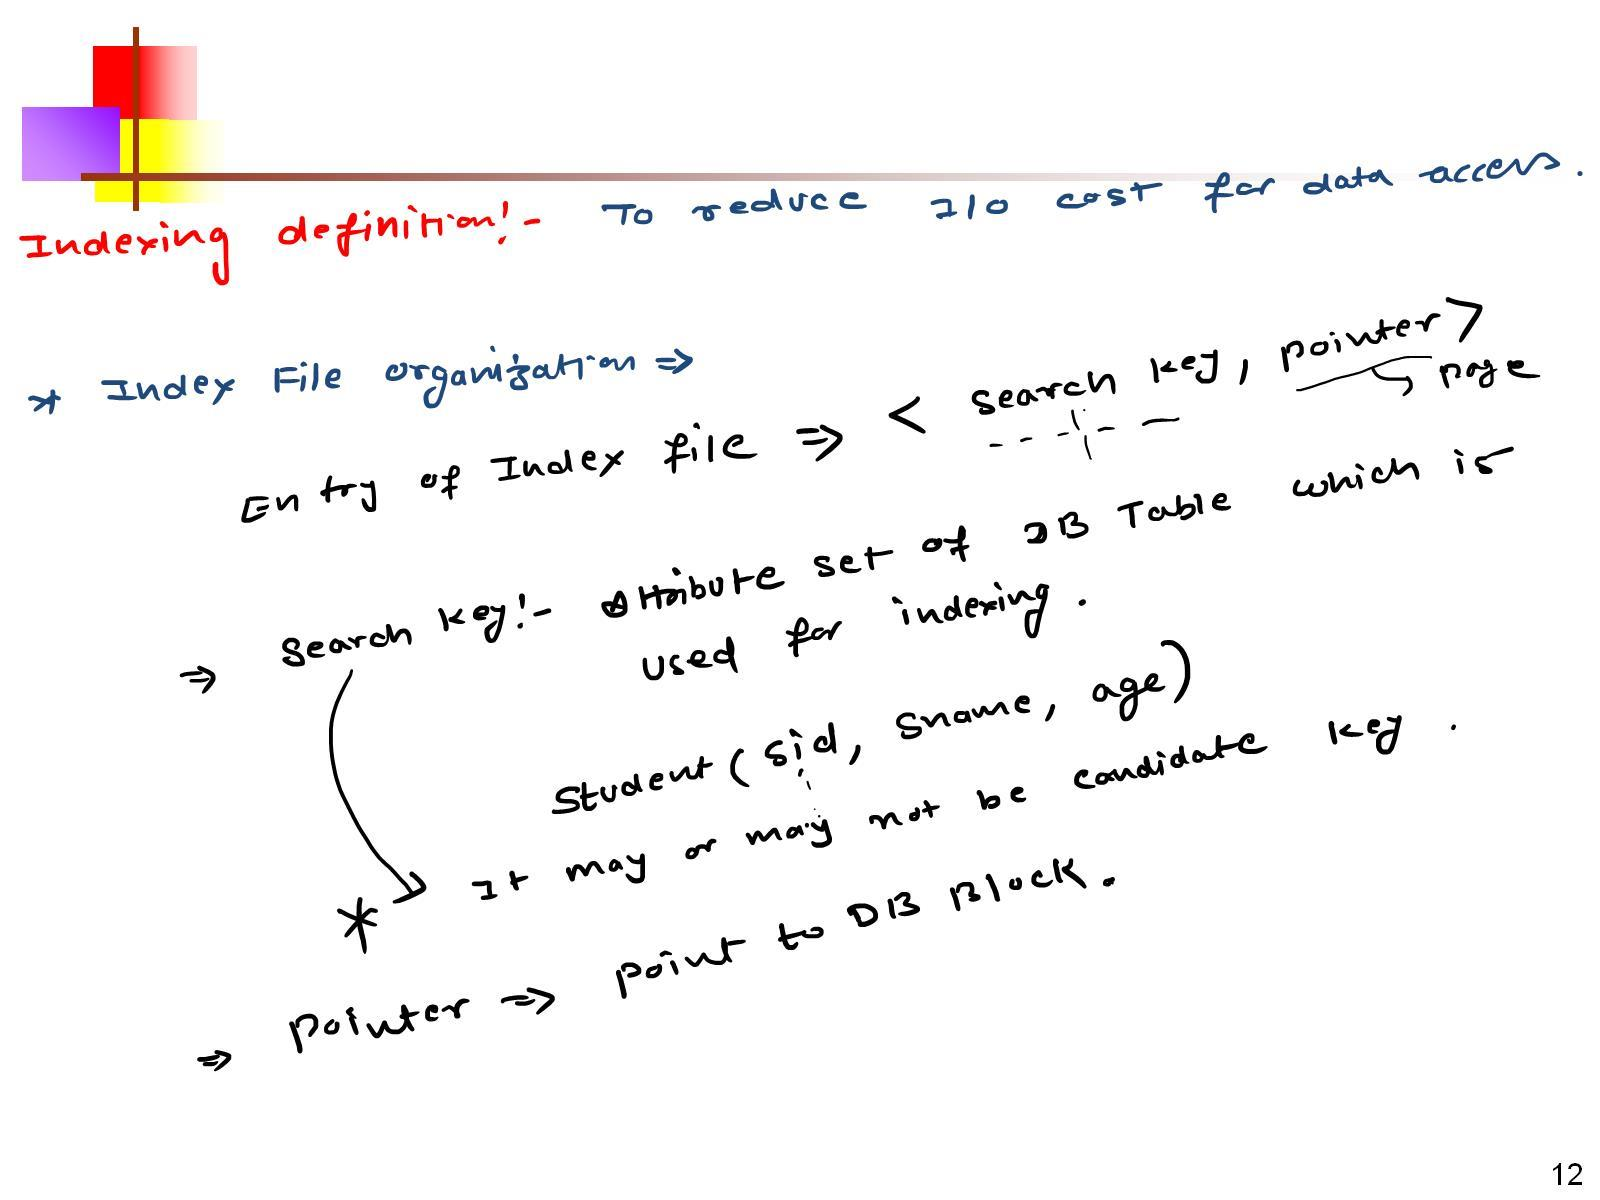 Indexing definition:- To reduce I/O cost for data access.
* Index File organization ⇒
Entry of Index file ⇒ < search key, pointer >
page
⇒ Search key:- Attribute set of DB Table which is
used for indexing.
Student (sid, sname, age)
* It may or may not be candidate key.
⇒ Pointer ⇒ point to DB Block.
12